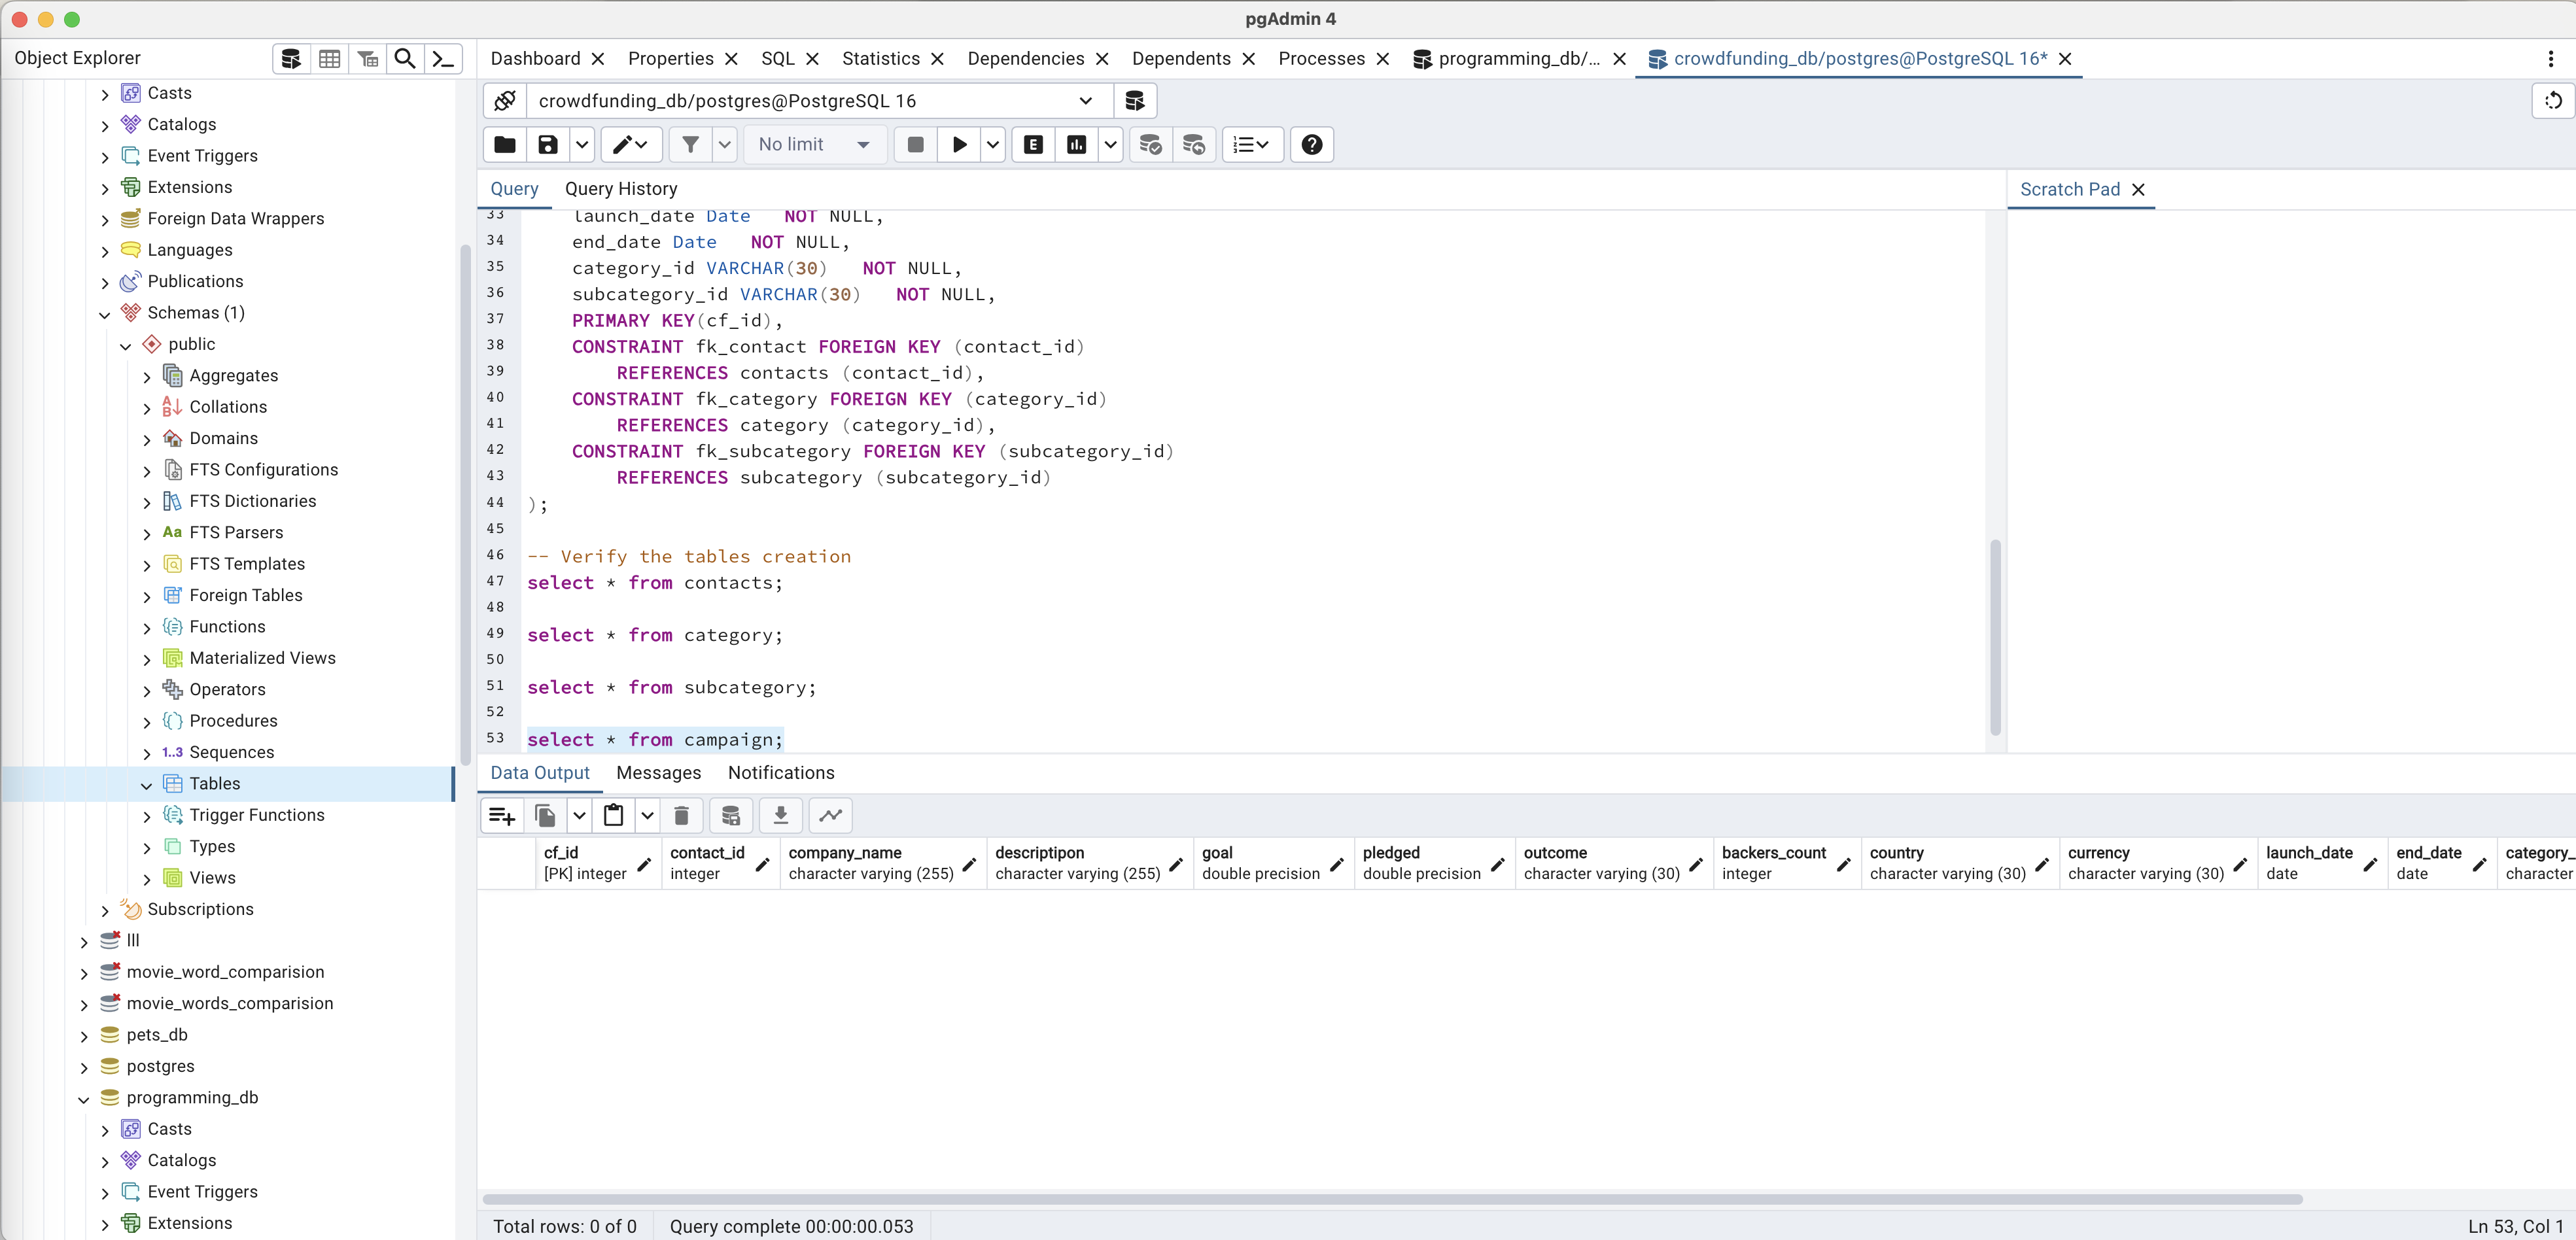 pgAdmin 4
Object Explorer
Casts
Catalogs
Event Triggers
Extensions
Foreign Data Wrappers
Languages
Publications
Schemas (1)
public
Aggregates
Collations
Domains
FTS Configurations
FTS Dictionaries
Aa FTS Parsers
FTS Templates
Foreign Tables
Functions
Materialized Views
Operators
Procedures
1..3 Sequences
Tables
Trigger Functions
Types
Views
Subscriptions
lll
movie_word_comparision
movie_words_comparision
pets_db
postgres
programming_db
Casts
Catalogs
Event Triggers
Extensions
Dashboard Properties SQL Statistics Dependencies Dependents Processes programming_db/... crowdfunding_db/postgres@PostgreSQL 16*
crowdfunding_db/postgres@PostgreSQL 16
No limit
E
Query Query History
Scratch Pad
33 launch_date Date NOT NULL,
34 end_date Date NOT NULL,
35 category_id VARCHAR(30) NOT NULL,
36 subcategory_id VARCHAR(30) NOT NULL,
37 PRIMARY KEY(cf_id),
38 CONSTRAINT fk_contact FOREIGN KEY (contact_id)
39 REFERENCES contacts (contact_id),
40 CONSTRAINT fk_category FOREIGN KEY (category_id)
41 REFERENCES category (category_id),
42 CONSTRAINT fk_subcategory FOREIGN KEY (subcategory_id)
43 REFERENCES subcategory (subcategory_id)
44 );
45
46 -- Verify the tables creation
47 select * from contacts;
48
49 select * from category;
50
51 select * from subcategory;
52
53 select * from campaign;
Data Output Messages Notifications
cf_id contact_id company_name descriptipon goal pledged outcome backers_count country currency launch_date end_date category_
[PK] integer integer character varying (255) character varying (255) double precision double precision character varying (30) integer character varying (30) character varying (30) date date character
Total rows: 0 of 0 Query complete 00:00:00.053
Ln 53, Col 1